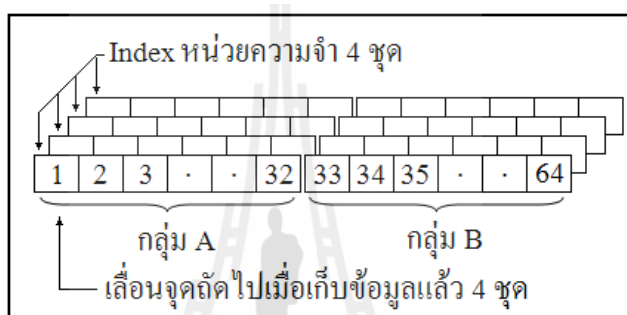 Index หน่วยความจำ 4 ชุด
1 2 3 · · 32 33 34 35 · · 64
กลุ่ม A กลุ่ม B
เลื่อนจุดถัดไปเมื่อเก็บข้อมูลแล้ว 4 ชุด